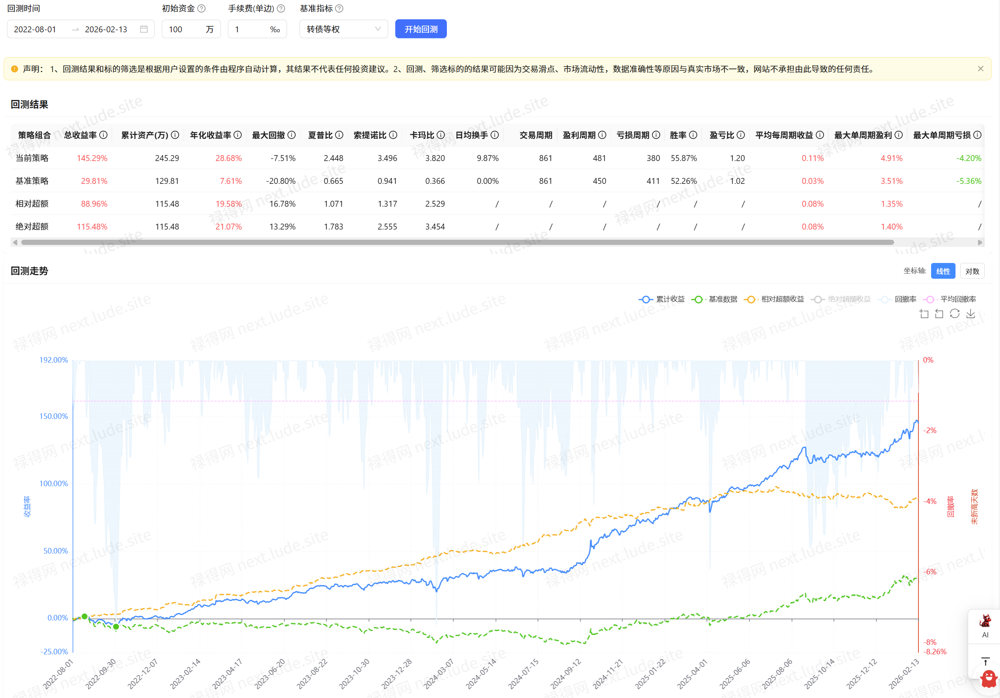 回测时间 初始资金 手续费(单边) 基准指标
2022-08-01 → 2026-02-13 100 万 1 ‰ 转债等权 开始回测
声明： 1、回测结果和标的筛选是根据用户设置的条件由程序自动计算，其结果不代表任何投资建议。2、回测、筛选标的的结果可能因为交易滑点、市场流动性，数据准确性等原因与真实市场不一致，网站不承担由此导致的任何责任。
回测结果
策略组合 总收益率 累计资产(万) 年化收益率 最大回撤 夏普比 索提诺比 卡玛比 日均换手 交易周期 盈利周期 亏损周期 胜率 盈亏比 平均每周期收益 最大单周期盈利 最大单周期亏损
当前策略 145.29% 245.29 28.68% -7.51% 2.448 3.496 3.820 9.87% 861 481 380 55.87% 1.20 0.11% 4.91% -4.20%
基准策略 29.81% 129.81 7.61% -20.80% 0.665 0.941 0.366 0.00% 861 450 411 52.26% 1.02 0.03% 3.51% -5.36%
相对超额 88.96% 115.48 19.58% 16.78% 1.071 1.317 2.529 / / / / / / 0.08% 1.35% /
绝对超额 115.48% 115.48 21.07% 13.29% 1.783 2.555 3.454 / / / / / / 0.08% 1.40% /
回测走势
坐标轴: 线性 对数
累计收益 基准数据 相对超额收益 绝对超额收益 回撤率 平均回撤率
禄得网 next.lude.site
192.00%
150.00%
100.00%
50.00%
0.00%
-25.00%
收益率
0%
-2%
-4%
-6%
-8%
-8.26%
回撤率
未新高天数
2022-08-01 2022-09-30 2022-12-07 2023-02-14 2023-04-17 2023-06-20 2023-08-22 2023-10-30 2023-12-28 2024-03-07 2024-05-14 2024-07-15 2024-09-12 2024-11-21 2025-01-22 2025-04-01 2025-06-06 2025-08-06 2025-10-14 2025-12-12 2026-02-13
AI